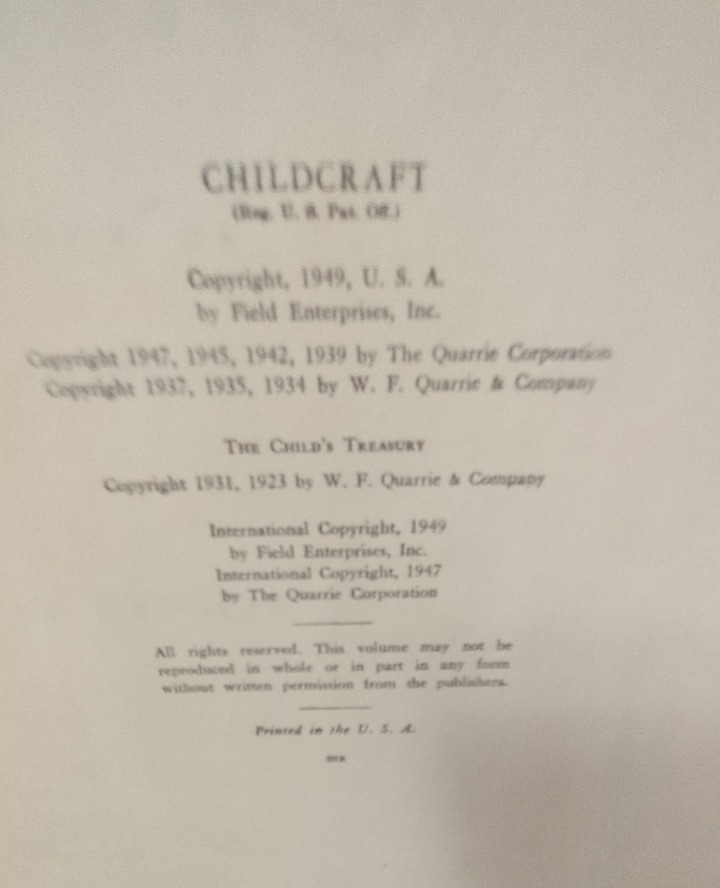 CHILDCRAFT
(Reg. U. S. Pat. Off.)
Copyright, 1949, U. S. A.
by Field Enterprises, Inc.
Copyright 1947, 1945, 1942, 1939 by The Quarrie Corporation
Copyright 1937, 1935, 1934 by W. F. Quarrie & Company
THE CHILD'S TREASURY
Copyright 1931, 1923 by W. F. Quarrie & Company
International Copyright, 1949
by Field Enterprises, Inc.
International Copyright, 1947
by The Quarrie Corporation
All rights reserved. This volume may not be
reproduced in whole or in part in any form
without written permission from the publishers.
Printed in the U. S. A.